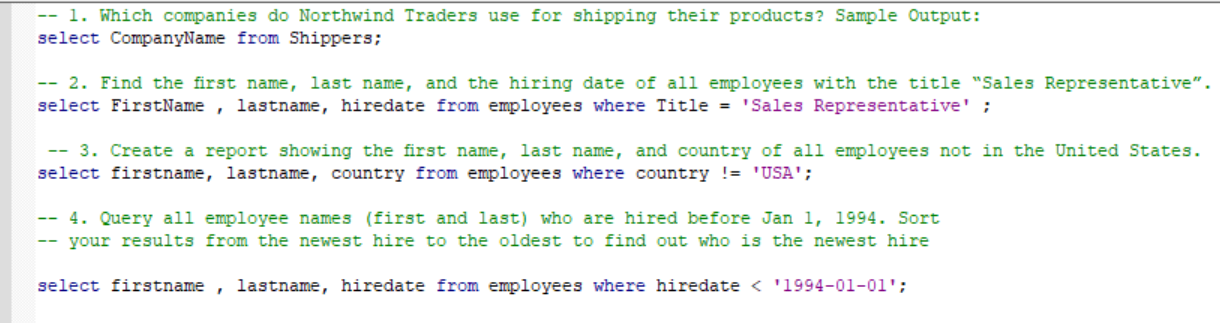 -- 1. Which companies do Northwind Traders use for shipping their products? Sample Output:
select CompanyName from Shippers;
-- 2. Find the first name, last name, and the hiring date of all employees with the title “Sales Representative”.
select FirstName , lastname, hiredate from employees where Title = 'Sales Representative' ;
-- 3. Create a report showing the first name, last name, and country of all employees not in the United States.
select firstname, lastname, country from employees where country != 'USA';
-- 4. Query all employee names (first and last) who are hired before Jan 1, 1994. Sort
-- your results from the newest hire to the oldest to find out who is the newest hire
select firstname , lastname, hiredate from employees where hiredate < '1994-01-01';